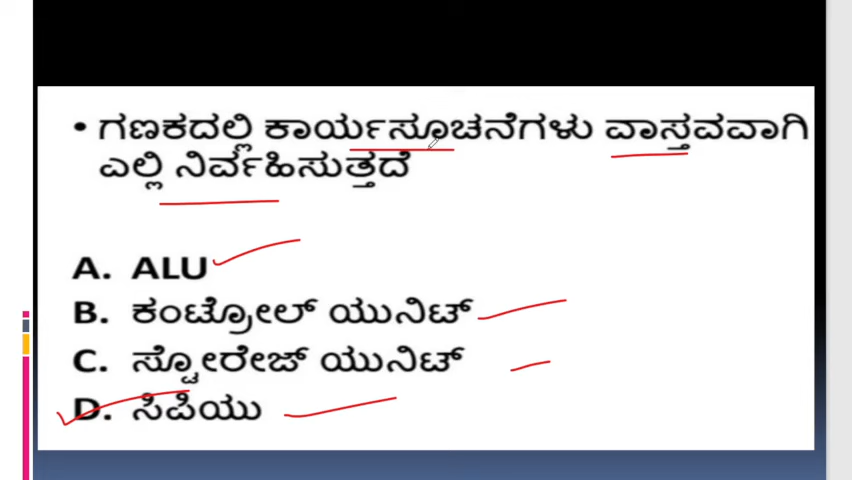 • ಗಣಕದಲ್ಲಿ ಕಾರ್ಯಸೂಚನೆಗಳು ವಾಸ್ತವವಾಗಿ
ಎಲ್ಲಿ ನಿರ್ವಹಿಸುತ್ತದೆ
A. ALU
B. ಕಂಟ್ರೋಲ್ ಯುನಿಟ್
C. ಸ್ಟೋರೇಜ್ ಯುನಿಟ್
D. ಸಿಪಿಯು